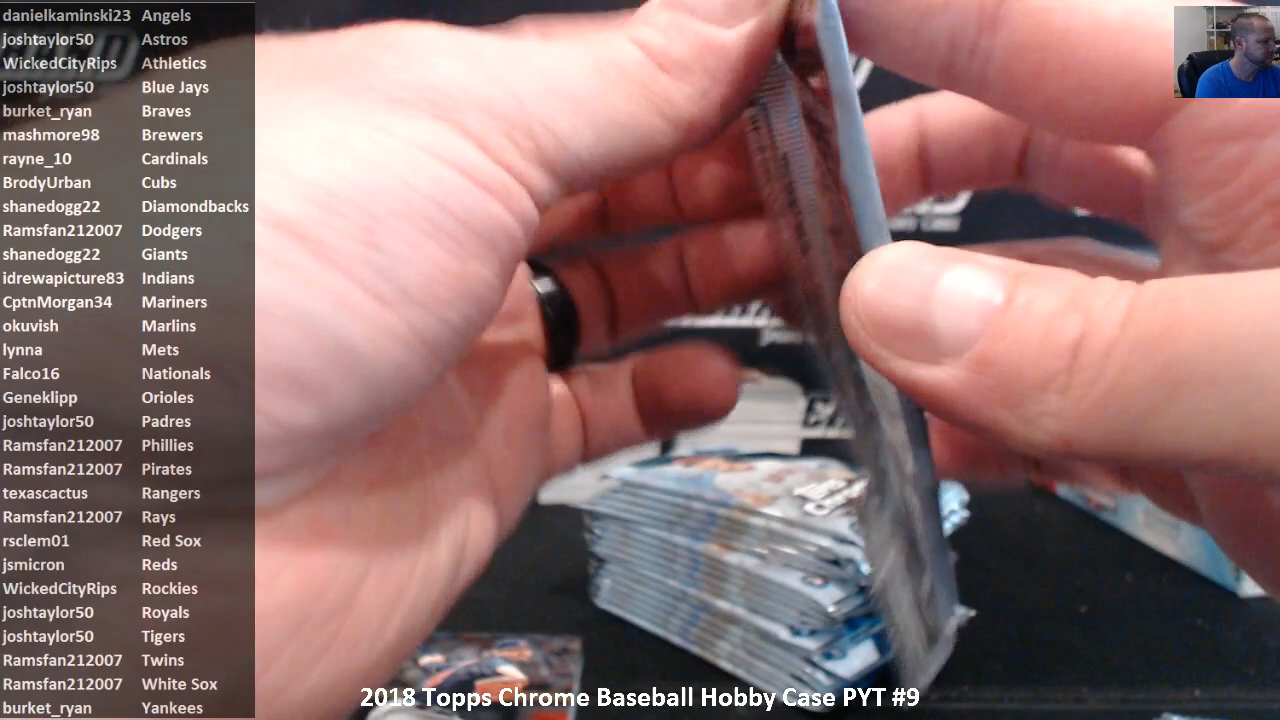 danielkaminski23 Angels
joshtaylor50 Astros
WickedCityRips Athletics
joshtaylor50 Blue Jays
burket_ryan Braves
mashmore98 Brewers
rayne_10 Cardinals
BrodyUrban Cubs
shanedogg22 Diamondbacks
Ramsfan212007 Dodgers
shanedogg22 Giants
idrewapicture83 Indians
CptnMorgan34 Mariners
okuvish Marlins
lynna Mets
Falco16 Nationals
Geneklipp Orioles
joshtaylor50 Padres
Ramsfan212007 Phillies
Ramsfan212007 Pirates
texascactus Rangers
Ramsfan212007 Rays
rsclem01 Red Sox
jsmicron Reds
WickedCityRips Rockies
joshtaylor50 Royals
joshtaylor50 Tigers
Ramsfan212007 Twins
Ramsfan212007 White Sox
burket_ryan Yankees
2018 Topps Chrome Baseball Hobby Case PYT #9